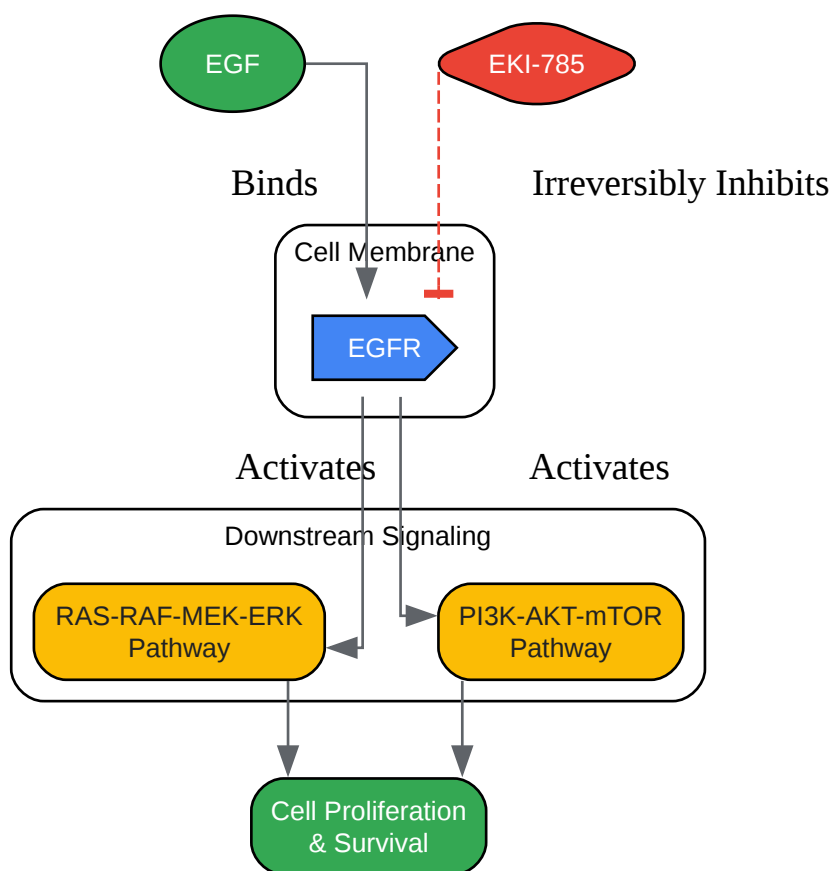 EGF
EKI-785
Binds
Irreversibly Inhibits
Cell Membrane
EGFR
Activates
Activates
Downstream Signaling
RAS-RAF-MEK-ERK
Pathway
PI3K-AKT-mTOR
Pathway
Cell Proliferation
& Survival